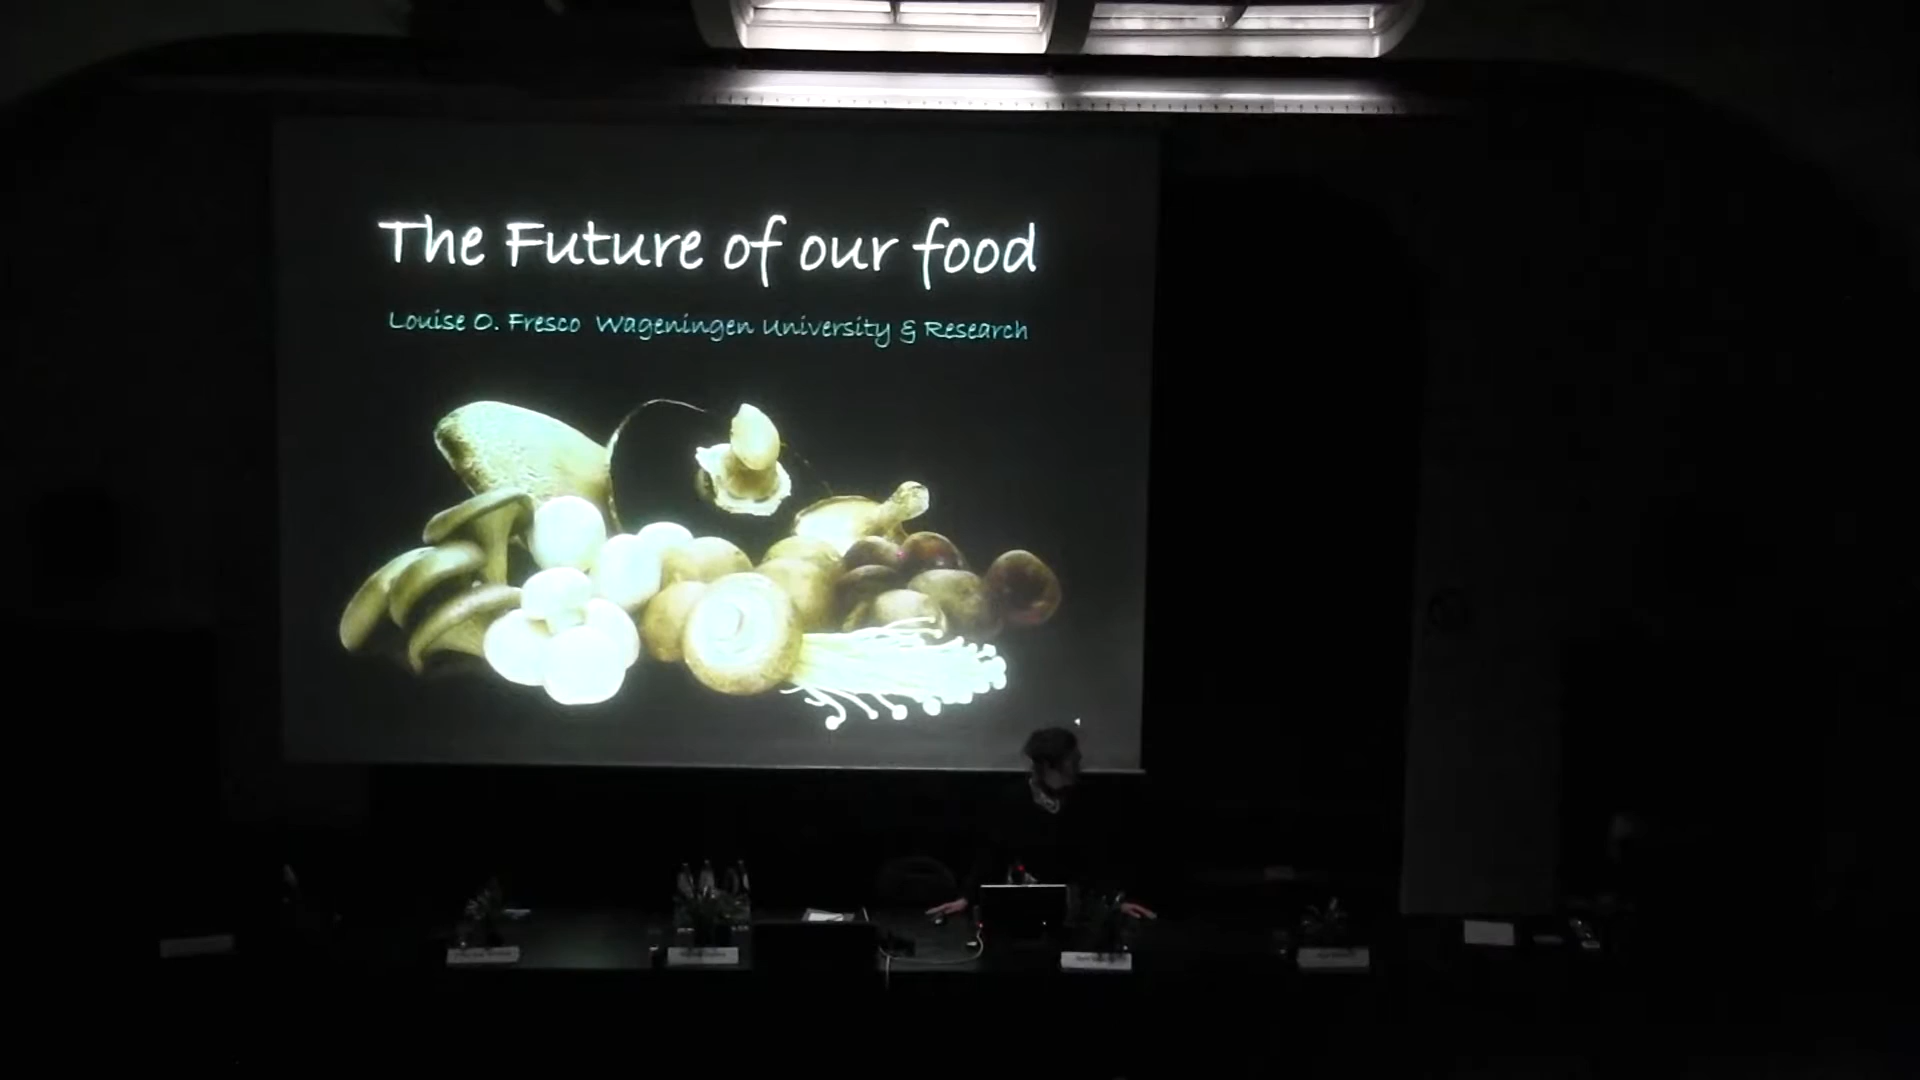 The Future of our food
Louise O. Fresco Wageningen University & Research